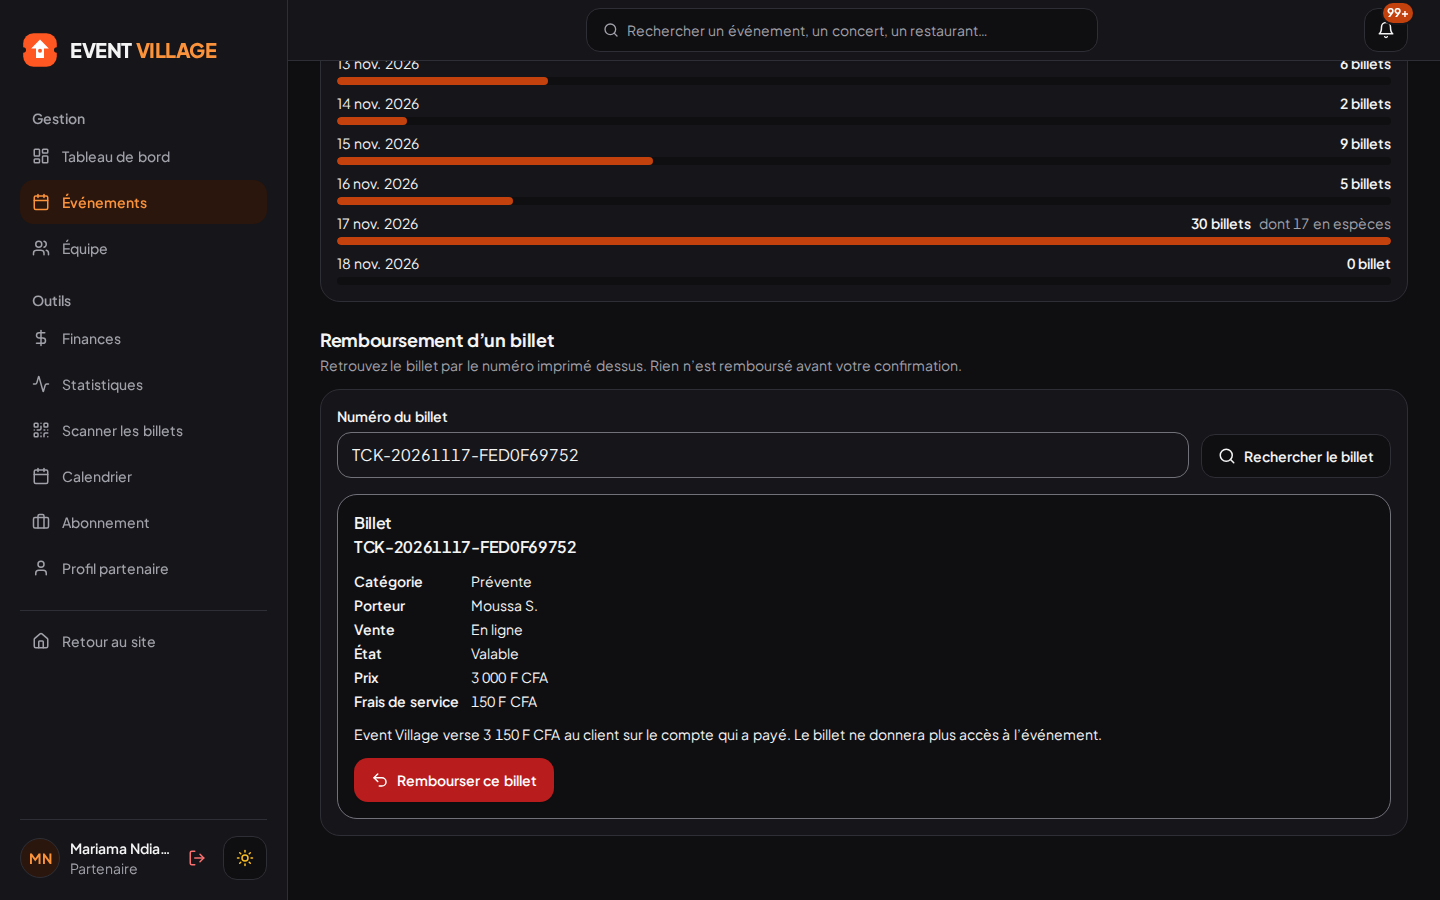 EVENT VILLAGE
Rechercher un événement, un concert, un restaurant…
99+
Gestion
Tableau de bord
Événements
Équipe
Outils
Finances
Statistiques
Scanner les billets
Calendrier
Abonnement
Profil partenaire
Retour au site
MN
Mariama Ndia…
Partenaire
13 nov. 2026 6 billets
14 nov. 2026 2 billets
15 nov. 2026 9 billets
16 nov. 2026 5 billets
17 nov. 2026 30 billets dont 17 en espèces
18 nov. 2026 0 billet
Remboursement d’un billet
Retrouvez le billet par le numéro imprimé dessus. Rien n’est remboursé avant votre confirmation.
Numéro du billet
TCK-20261117-FED0F69752
Rechercher le billet
Billet
TCK-20261117-FED0F69752
Catégorie Prévente
Porteur Moussa S.
Vente En ligne
État Valable
Prix 3 000 F CFA
Frais de service 150 F CFA
Event Village verse 3 150 F CFA au client sur le compte qui a payé. Le billet ne donnera plus accès à l’événement.
Rembourser ce billet